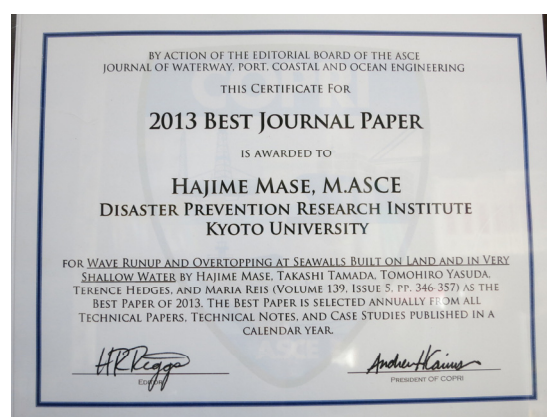 BY ACTION OF THE EDITORIAL BOARD OF THE ASCE
JOURNAL OF WATERWAY, PORT, COASTAL AND OCEAN ENGINEERING
THIS CERTIFICATE FOR
2013 BEST JOURNAL PAPER
IS AWARDED TO
HAJIME MASE, M.ASCE
DISASTER PREVENTION RESEARCH INSTITUTE
KYOTO UNIVERSITY
FOR WAVE RUNUP AND OVERTOPPING AT SEAWALLS BUILT ON LAND AND IN VERY
SHALLOW WATER BY HAJIME MASE, TAKASHI TAMADA, TOMOHIRO YASUDA,
TERENCE HEDGES, AND MARIA REIS (VOLUME 139, ISSUE 5, PP. 346-357) AS THE
BEST PAPER OF 2013. THE BEST PAPER IS SELECTED ANNUALLY FROM ALL
TECHNICAL PAPERS, TECHNICAL NOTES, AND CASE STUDIES PUBLISHED IN A
CALENDAR YEAR.
COPRI
ASCE
EDITOR
PRESIDENT OF COPRI